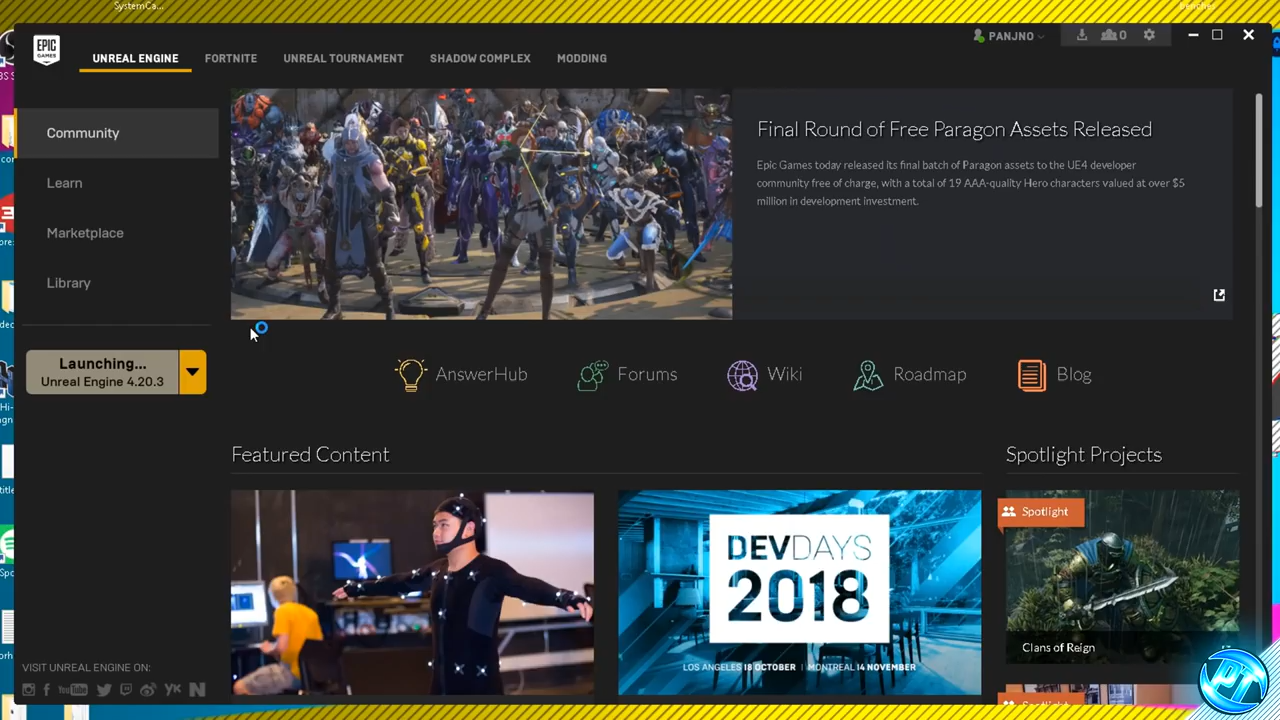 SystemCa...
benches
EPIC
GAMES
UNREAL ENGINE
FORTNITE
UNREAL TOURNAMENT
SHADOW COMPLEX
MODDING
PANJNO
0
Community
Learn
Marketplace
Library
Launching...
Unreal Engine 4.20.3
Final Round of Free Paragon Assets Released
Epic Games today released its final batch of Paragon assets to the UE4 developer
community free of charge, with a total of 19 AAA-quality Hero characters valued at over $5
million in development investment.
AnswerHub
Forums
Wiki
Roadmap
Blog
Featured Content
Spotlight Projects
DEVDAYS
2018
LOS ANGELES 18 OCTOBER | MONTREAL 14 NOVEMBER
Spotlight
Clans of Reign
VISIT UNREAL ENGINE ON:
You Tube